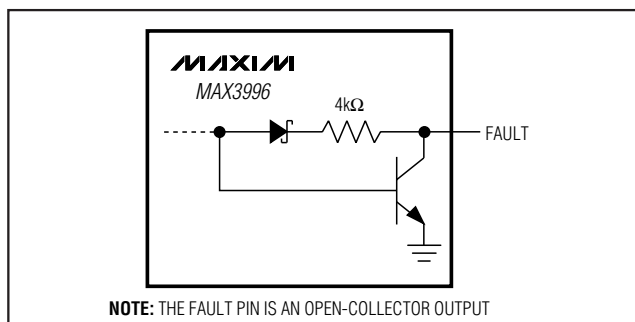 MAXIM
MAX3996
4kΩ
FAULT
NOTE: THE FAULT PIN IS AN OPEN-COLLECTOR OUTPUT